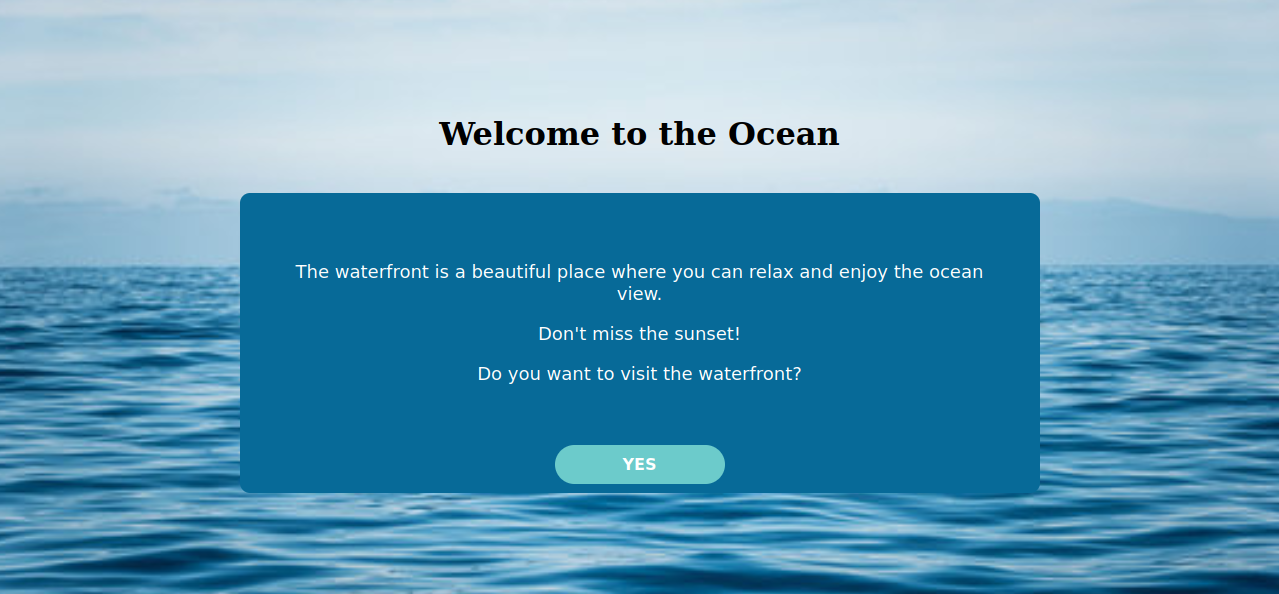 Welcome to the Ocean
The waterfront is a beautiful place where you can relax and enjoy the ocean
view.
Don't miss the sunset!
Do you want to visit the waterfront?
YES